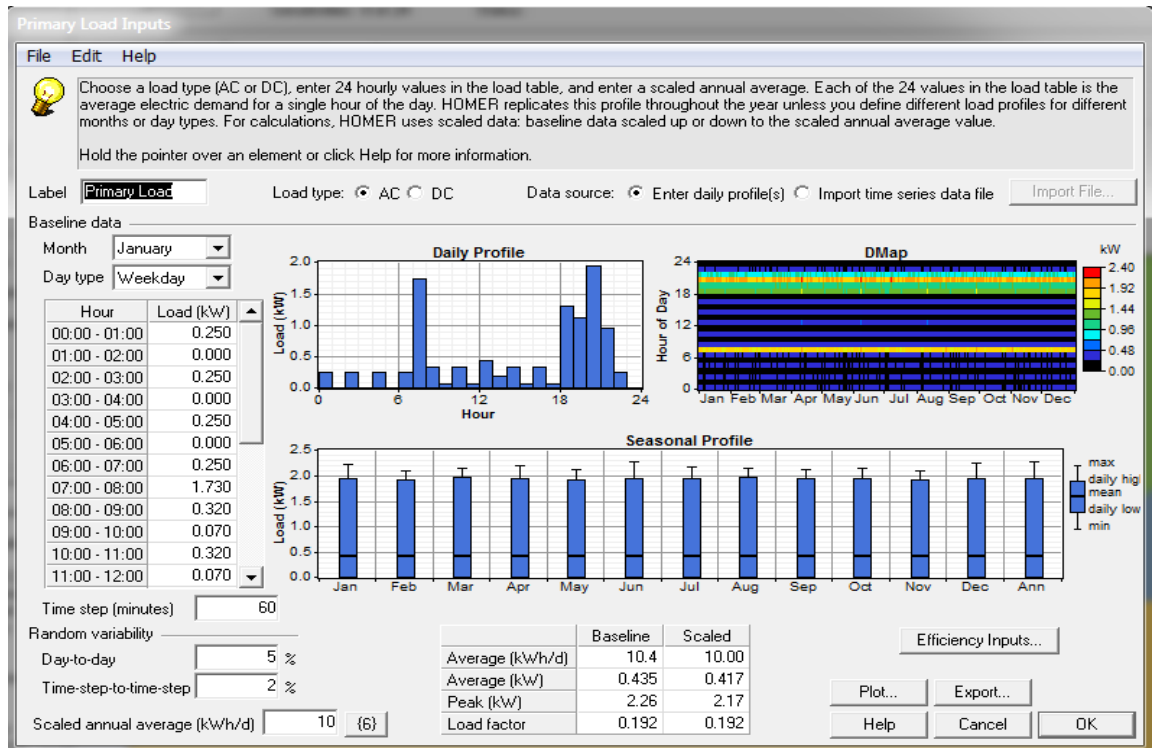 Primary Load Inputs
File Edit Help
Choose a load type (AC or DC), enter 24 hourly values in the load table, and enter a scaled annual average. Each of the 24 values in the load table is the
average electric demand for a single hour of the day. HOMER replicates this profile throughout the year unless you define different load profiles for different
months or day types. For calculations, HOMER uses scaled data: baseline data scaled up or down to the scaled annual average value.
Hold the pointer over an element or click Help for more information.
Label Primary Load Load type: AC DC Data source: Enter daily profile(s) Import time series data file Import File...
Baseline data
Month January
Day type Weekday
Hour Load (kW)
00:00 - 01:00 0.250
01:00 - 02:00 0.000
02:00 - 03:00 0.250
03:00 - 04:00 0.000
04:00 - 05:00 0.250
05:00 - 06:00 0.000
06:00 - 07:00 0.250
07:00 - 08:00 1.730
08:00 - 09:00 0.320
09:00 - 10:00 0.070
10:00 - 11:00 0.320
11:00 - 12:00 0.070
Daily Profile
Load (kW)
2.0
1.5
1.0
0.5
0.0
0 6 12 18 24
Hour
DMap
Hour of Day
24
18
12
6
0
Jan Feb Mar Apr May Jun Jul Aug Sep Oct Nov Dec
kW
2.40
1.92
1.44
0.96
0.48
0.00
Seasonal Profile
Load (kW)
2.5
2.0
1.5
1.0
0.5
0.0
Jan Feb Mar Apr May Jun Jul Aug Sep Oct Nov Dec Ann
max
daily hig
mean
daily low
min
Time step (minutes) 60
Random variability
Day-to-day 5 %
Time-step-to-time-step 2 %
Scaled annual average (kWh/d) 10 {6}
Baseline Scaled
Average (kWh/d) 10.4 10.00
Average (kW) 0.435 0.417
Peak (kW) 2.26 2.17
Load factor 0.192 0.192
Efficiency Inputs...
Plot... Export...
Help Cancel OK